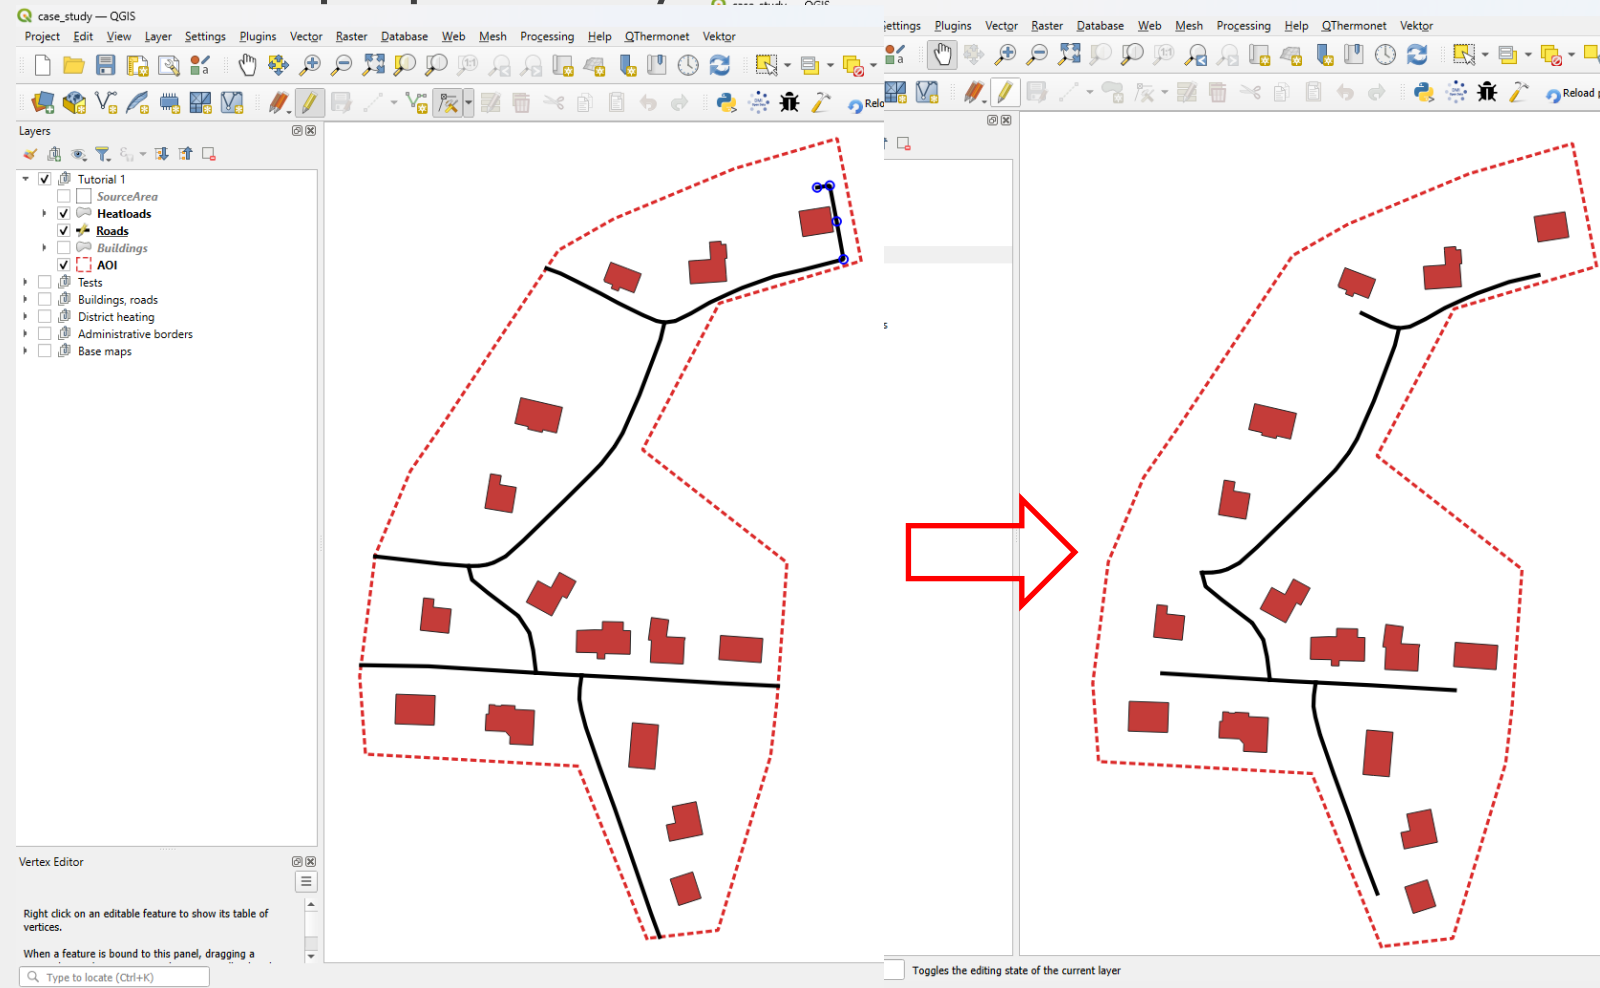 case_study — QGIS
Project Edit View Layer Settings Plugins Vector Raster Database Web Mesh Processing Help QThermonet Vektor
Layers
Tutorial 1
SourceArea
Heatloads
Roads
Buildings
AOI
Tests
Buildings, roads
District heating
Administrative borders
Base maps
Vertex Editor
Right click on an editable feature to show its table of
vertices.
When a feature is bound to this panel, dragging a
Type to locate (Ctrl+K)
Plugins Vector Raster Database Web Mesh Processing Help QThermonet Vektor
Reload
Toggles the editing state of the current layer